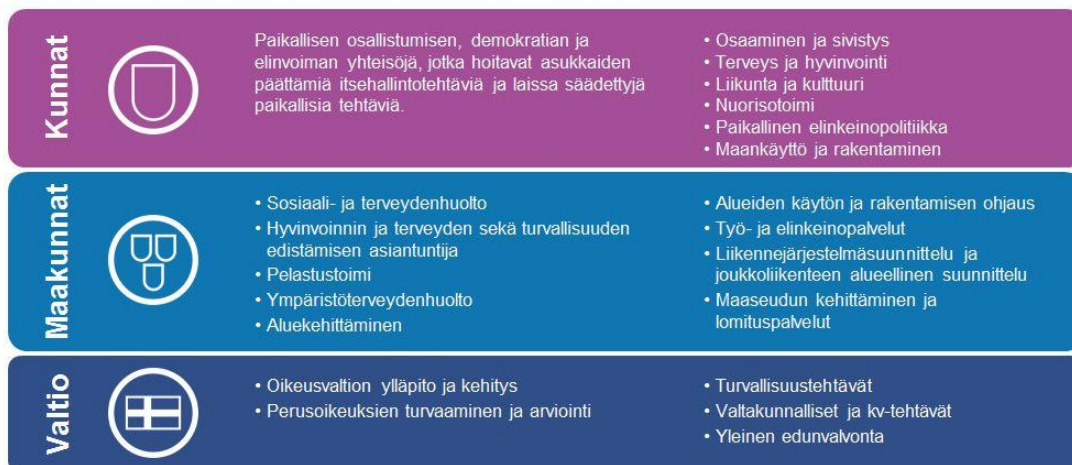 Kunnat
Paikallisen osallistumisen, demokratian ja
elinvoiman yhteisöjä, jotka hoitavat asukkaiden
päättämiä itsehallintotehtäviä ja laissa säädettyjä
paikallisia tehtäviä.
• Osaaminen ja sivistys
• Terveys ja hyvinvointi
• Liikunta ja kulttuuri
• Nuorisotoimi
• Paikallinen elinkeinopolitiikka
• Maankäyttö ja rakentaminen
Maakunnat
• Sosiaali- ja terveydenhuolto
• Hyvinvoinnin ja terveyden sekä turvallisuuden
edistämisen asiantuntija
• Pelastustoimi
• Ympäristöterveydenhuolto
• Aluekehittäminen
• Alueiden käytön ja rakentamisen ohjaus
• Työ- ja elinkeinopalvelut
• Liikennejärjestelmäsuunnittelu ja
joukkoliikenteen alueellinen suunnittelu
• Maaseudun kehittäminen ja
lomituspalvelut
Valtio
• Oikeusvaltion ylläpito ja kehitys
• Perusoikeuksien turvaaminen ja arviointi
• Turvallisuustehtävät
• Valtakunnalliset ja kv-tehtävät
• Yleinen edunvalvonta